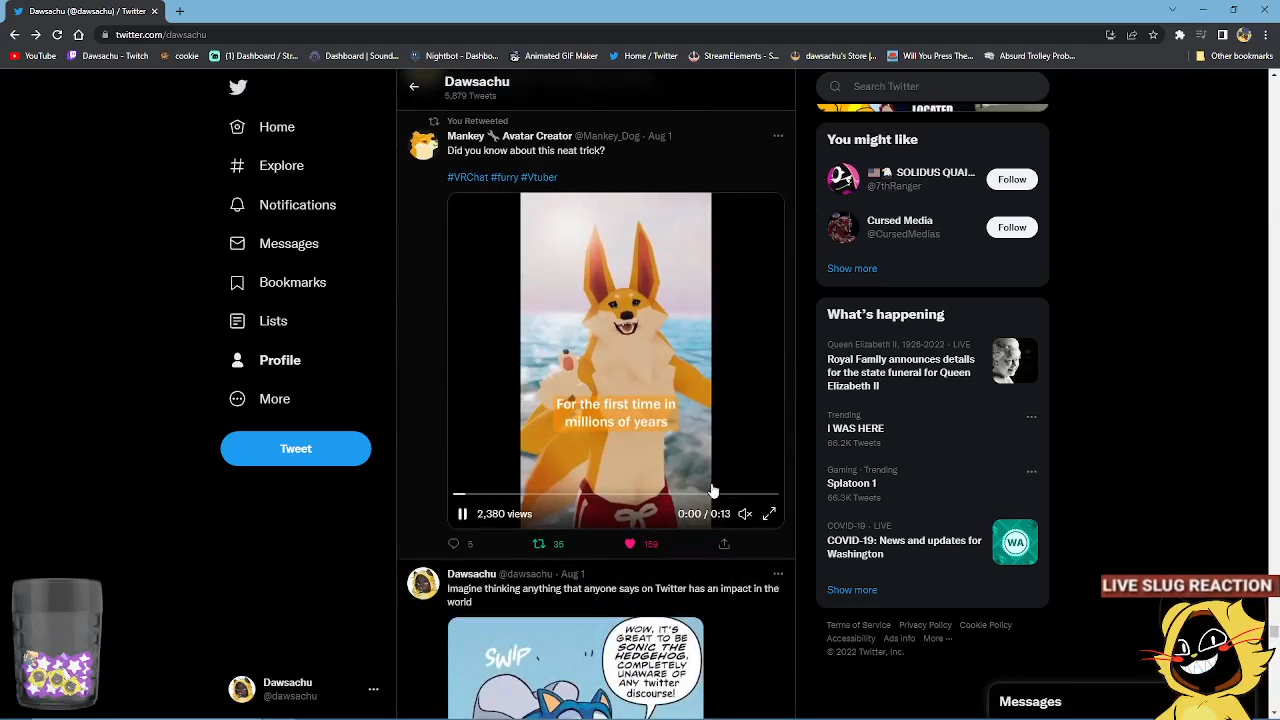 Dawsachu (@dawsachu) / Twitter
twitter.com/dawsachu
YouTube
Dawsachu - Twitch
cookie
(1) Dashboard / Str...
Dashboard | Sound...
Nightbot - Dashbo...
Animated GIF Maker
Home / Twitter
StreamElements - S...
dawsachu's Store |...
Will You Press The...
Absurd Trolley Prob...
Other bookmarks
Home
Explore
Notifications
Messages
Bookmarks
Lists
Profile
More
Tweet
Dawsachu
@dawsachu
Dawsachu
5,879 Tweets
You Retweeted
Mankey 🔧 Avatar Creator @Mankey_Dog · Aug 1
Did you know about this neat trick?
#VRChat #furry #Vtuber
For the first time in
millions of years
2,380 views
0:00 / 0:13
5
35
159
Dawsachu @dawsachu · Aug 1
Imagine thinking anything that anyone says on Twitter has an impact in the
world
SWIP
WOW, IT'S
GREAT TO BE
SONIC THE
HEDGEHOG,
COMPLETELY
UNAWARE OF
ANY twitter
discourse!
Search Twitter
LOCATED
You might like
SOLIDUS QUAI...
@7thRanger
Follow
Cursed Media
@CursedMedias
Follow
Show more
What's happening
Queen Elizabeth II, 1926-2022 · LIVE
Royal Family announces details
for the state funeral for Queen
Elizabeth II
Trending
I WAS HERE
66.2K Tweets
Gaming · Trending
Splatoon 1
66.3K Tweets
COVID-19 · LIVE
COVID-19: News and updates for
Washington
WA
Show more
Terms of Service Privacy Policy Cookie Policy
Accessibility Ads info More ···
© 2022 Twitter, Inc.
LIVE SLUG REACTION
Messages